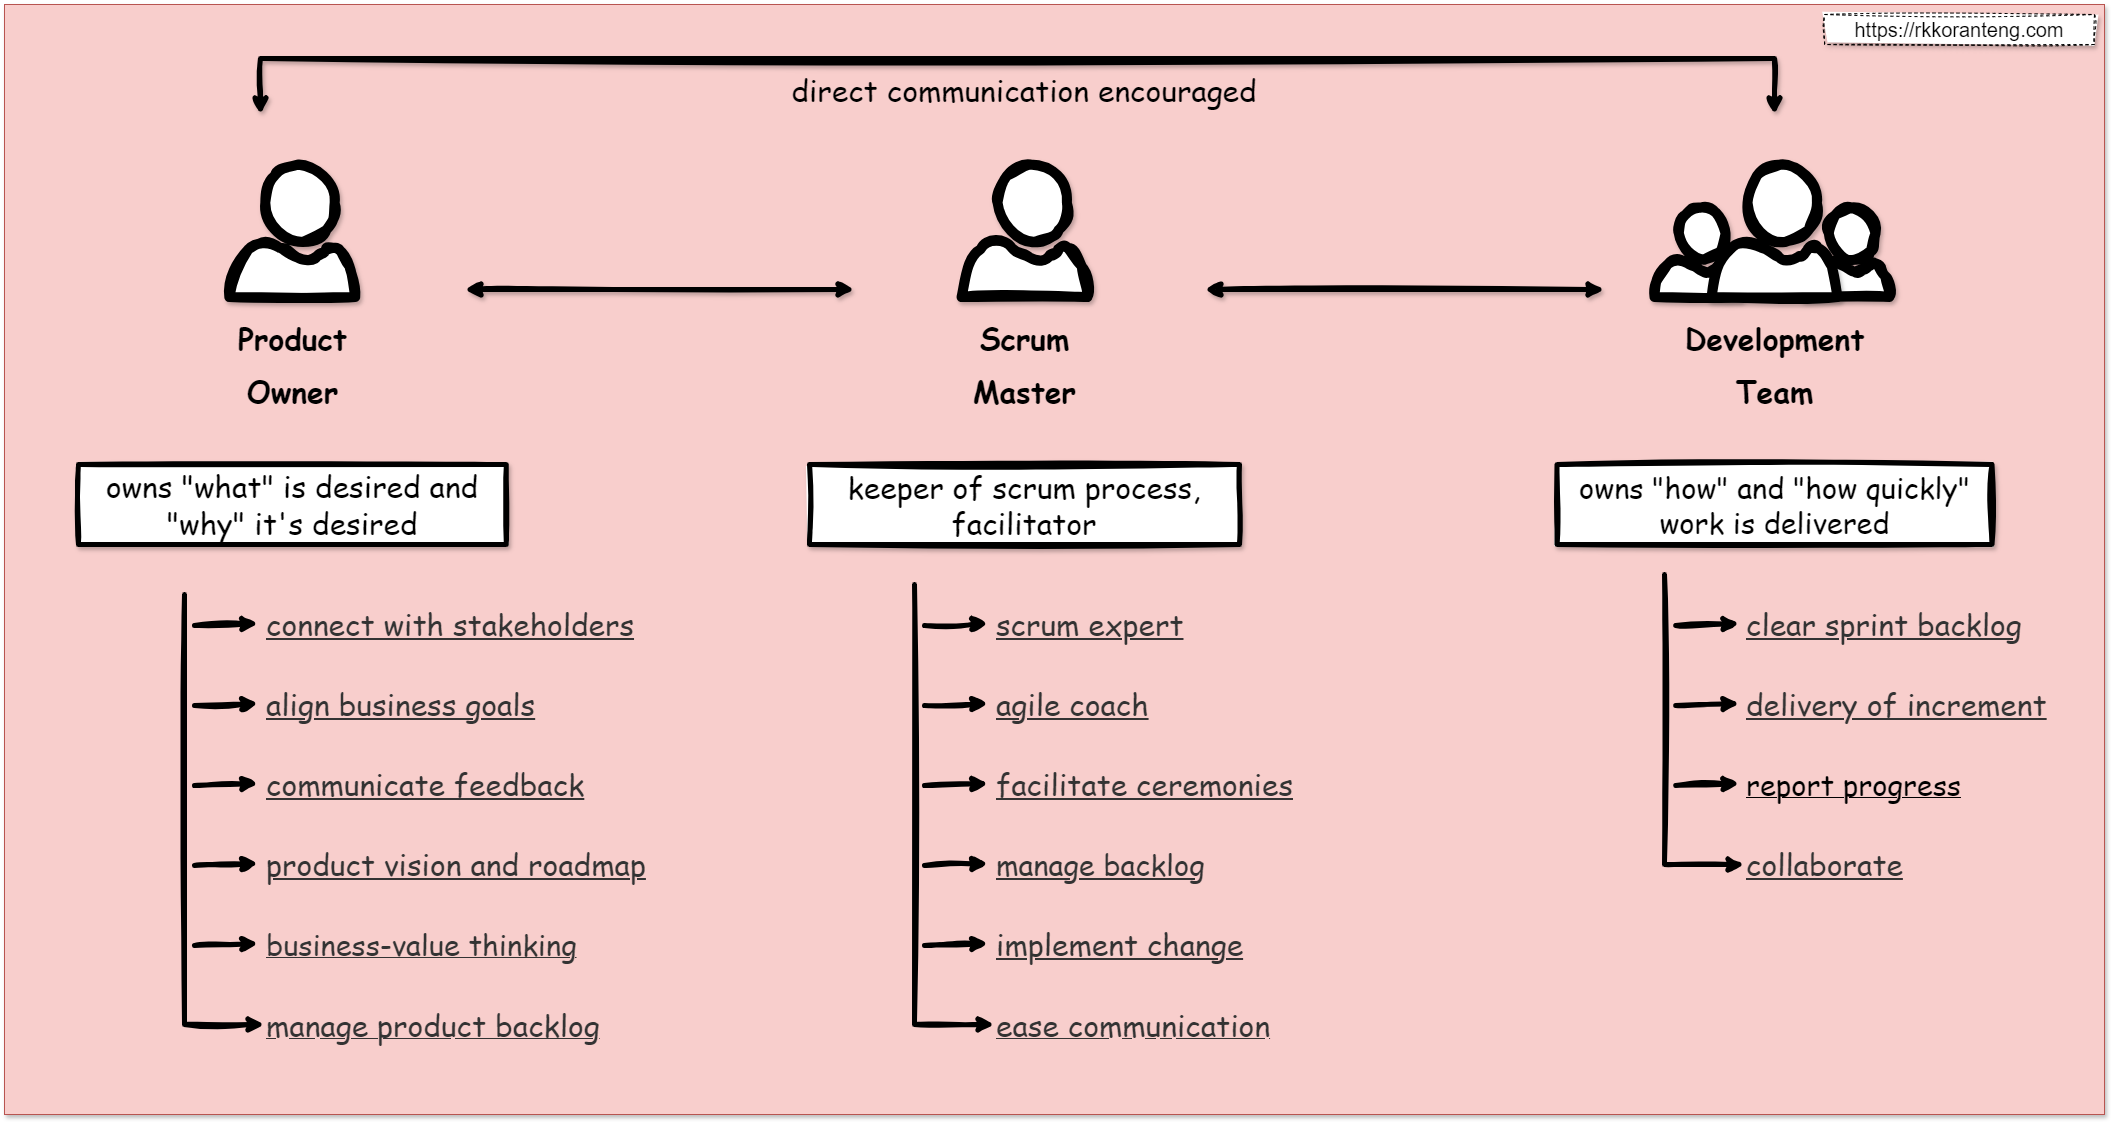 https://rkkoranteng.com
direct communication encouraged
Product
Owner
Scrum
Master
Development
Team
owns "what" is desired and
"why" it's desired
keeper of scrum process,
facilitator
owns "how" and "how quickly"
work is delivered
connect with stakeholders
align business goals
communicate feedback
product vision and roadmap
business-value thinking
manage product backlog
scrum expert
agile coach
facilitate ceremonies
manage backlog
implement change
ease communication
clear sprint backlog
delivery of increment
report progress
collaborate